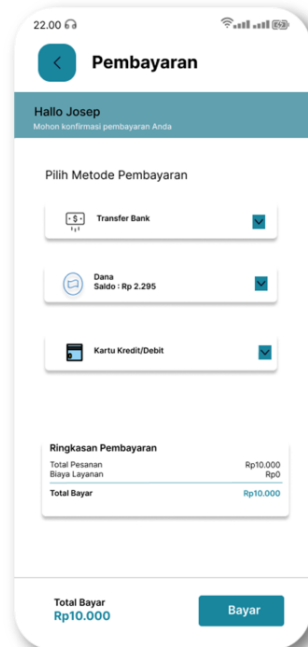 22.00
Pembayaran
Hallo Josep
Mohon konfirmasi pembayaran Anda
Pilih Metode Pembayaran
Transfer Bank
Dana
Saldo : Rp 2.295
Kartu Kredit/Debit
Ringkasan Pembayaran
Total Pesanan Rp10.000
Biaya Layanan Rp0
Total Bayar Rp10.000
Total Bayar
Rp10.000
Bayar